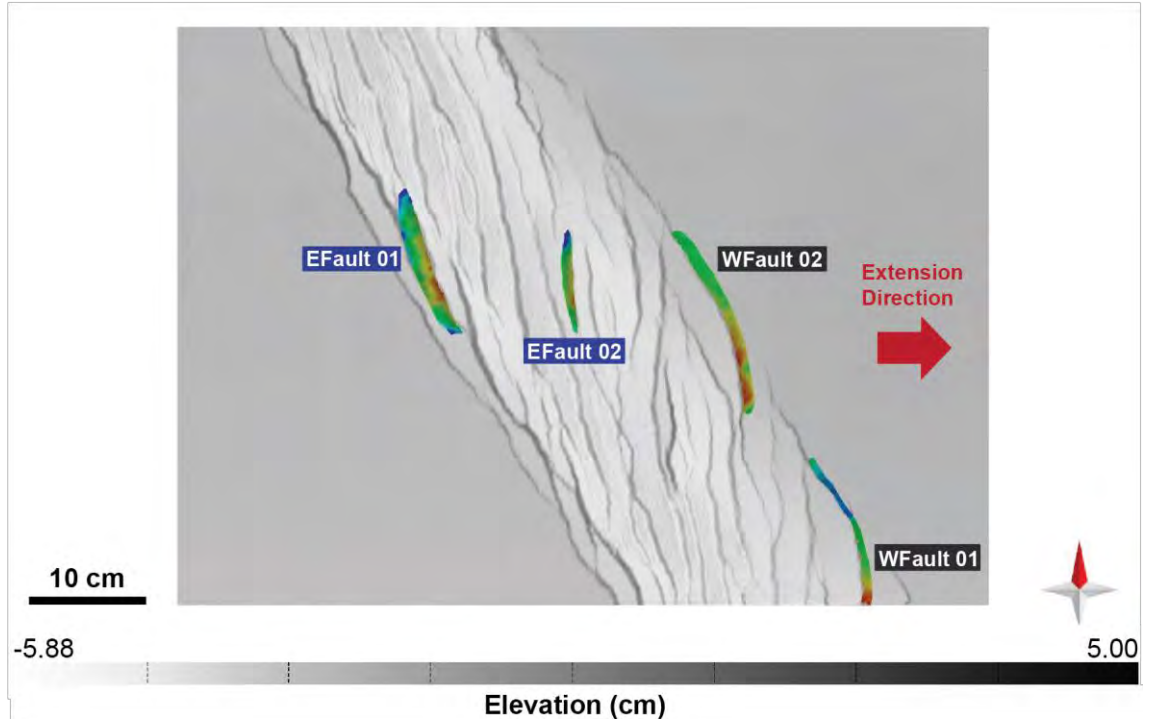 EFault 01
WFault 02
Extension
Direction
EFault 02
WFault 01
10 cm
-5.88
5.00
Elevation (cm)